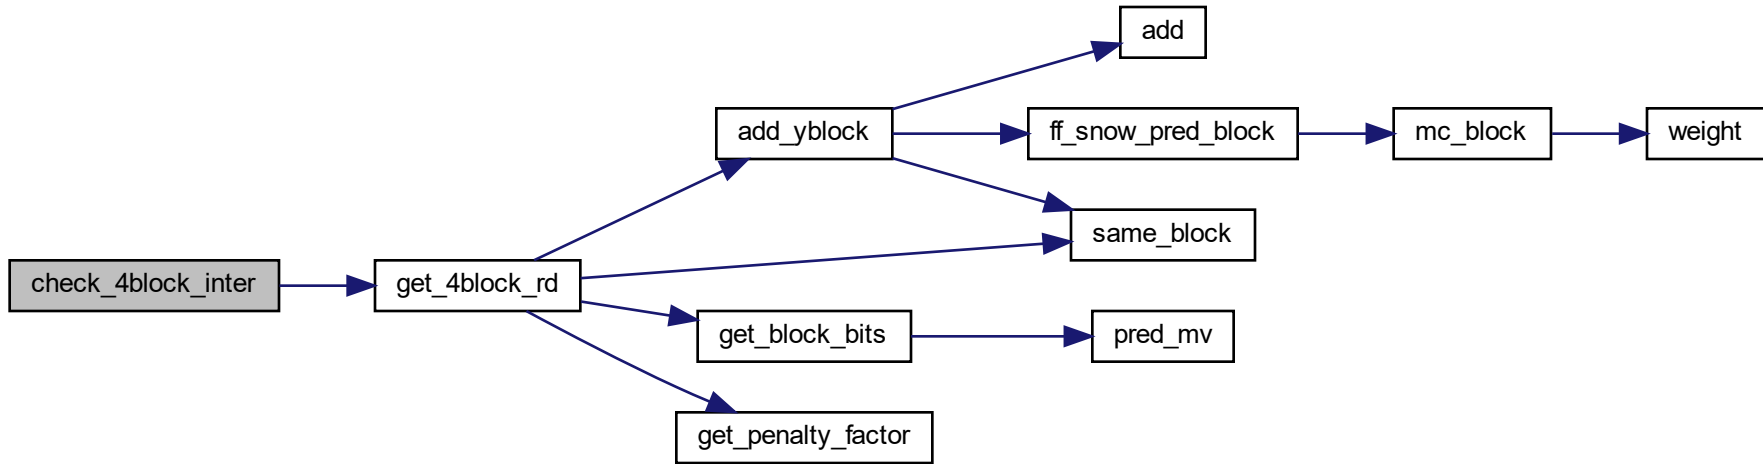 add
add_yblock
ff_snow_pred_block
mc_block
weight
same_block
check_4block_inter
get_4block_rd
get_block_bits
pred_mv
get_penalty_factor